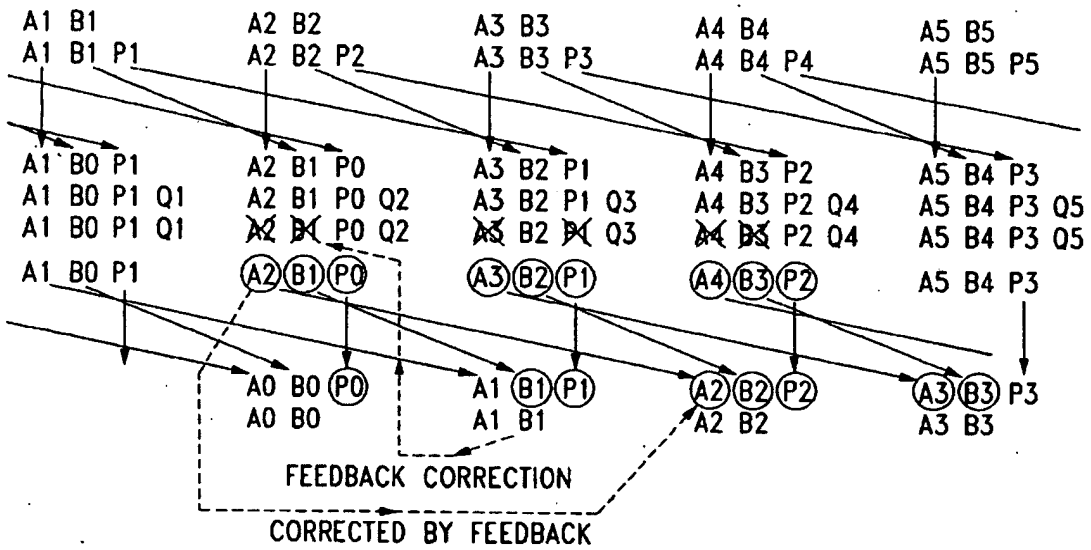 A1 B1 A2 B2 A3 B3 A4 B4 A5 B5
A1 B1 P1 A2 B2 P2 A3 B3 P3 A4 B4 P4 A5 B5 P5
A1 B0 P1 A2 B1 P0 A3 B2 P1 A4 B3 P2 A5 B4 P3
A1 B0 P1 Q1 A2 B1 P0 Q2 A3 B2 P1 Q3 A4 B3 P2 Q4 A5 B4 P3 Q5
A1 B0 P1 Q1 A2 B1 P0 Q2 A3 B2 P1 Q3 A4 B3 P2 Q4 A5 B4 P3 Q5
A1 B0 P1 A2 B1 P0 A3 B2 P1 A4 B3 P2 A5 B4 P3
A0 B0 P0 A1 B1 P1 A2 B2 P2 A3 B3 P3
A0 B0 A1 B1 A2 B2 A3 B3
FEEDBACK CORRECTION
CORRECTED BY FEEDBACK